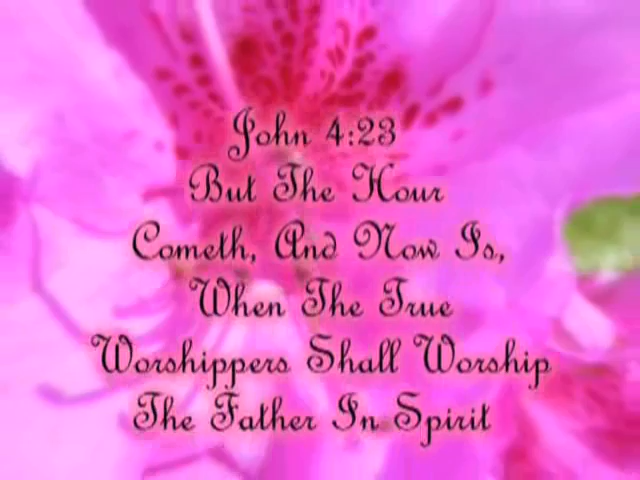 John 4:23
But The Hour
Cometh, And Now Is,
When The True
Worshippers Shall Worship
The Father In Spirit